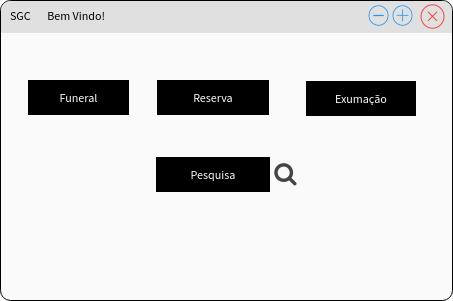 SGC Bem Vindo!
Funeral
Reserva
Exumação
Pesquisa